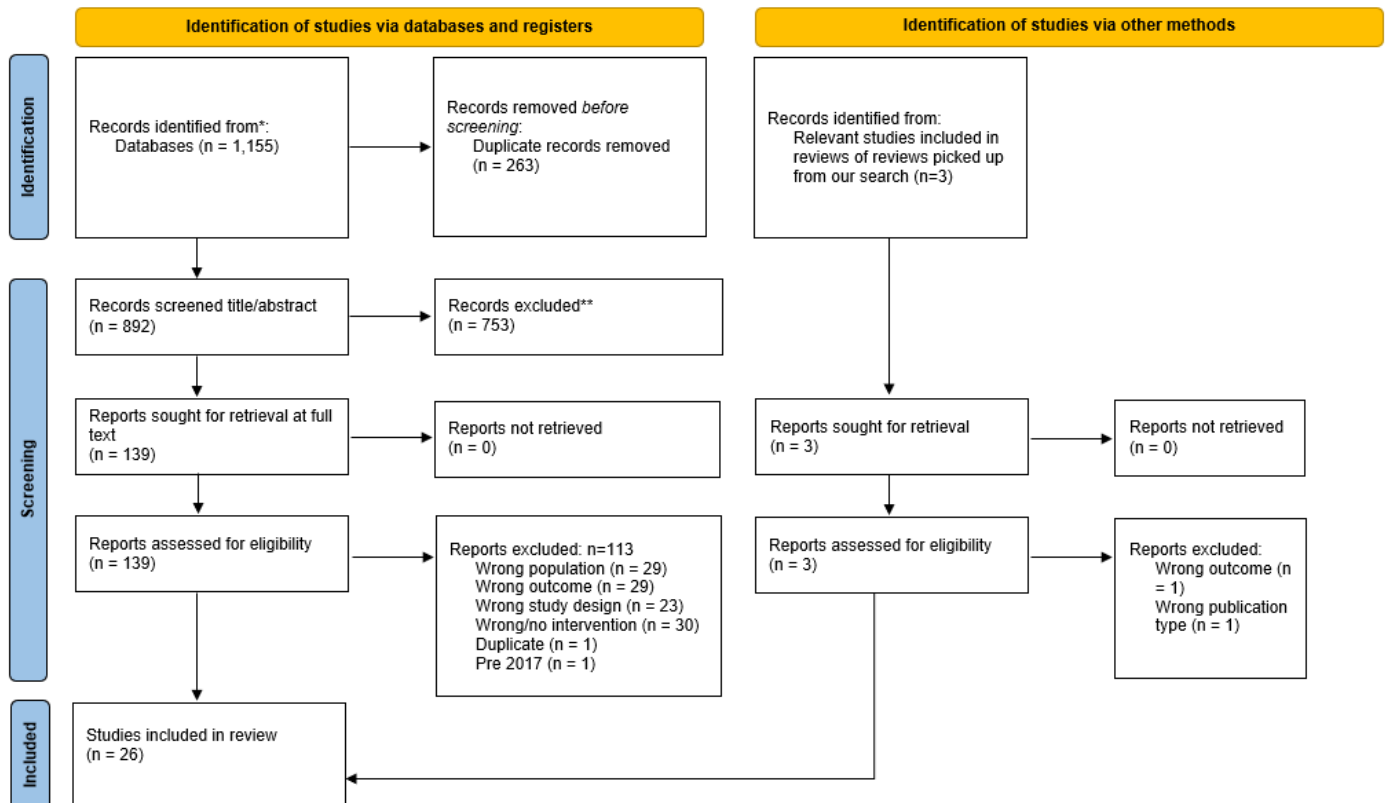 Identification of studies via databases and registers
Identification of studies via other methods
Identification
Records identified from*:
Databases (n = 1,155)
Records removed before
screening:
Duplicate records removed
(n = 263)
Records identified from:
Relevant studies included in
reviews of reviews picked up
from our search (n=3)
Screening
Records screened title/abstract
(n = 892)
Records excluded**
(n = 753)
Reports sought for retrieval at full
text
(n = 139)
Reports not retrieved
(n = 0)
Reports sought for retrieval
(n = 3)
Reports not retrieved
(n = 0)
Reports assessed for eligibility
(n = 139)
Reports excluded: n=113
Wrong population (n = 29)
Wrong outcome (n = 29)
Wrong study design (n = 23)
Wrong/no intervention (n = 30)
Duplicate (n = 1)
Pre 2017 (n = 1)
Reports assessed for eligibility
(n = 3)
Reports excluded:
Wrong outcome (n
= 1)
Wrong publication
type (n = 1)
Included
Studies included in review
(n = 26)